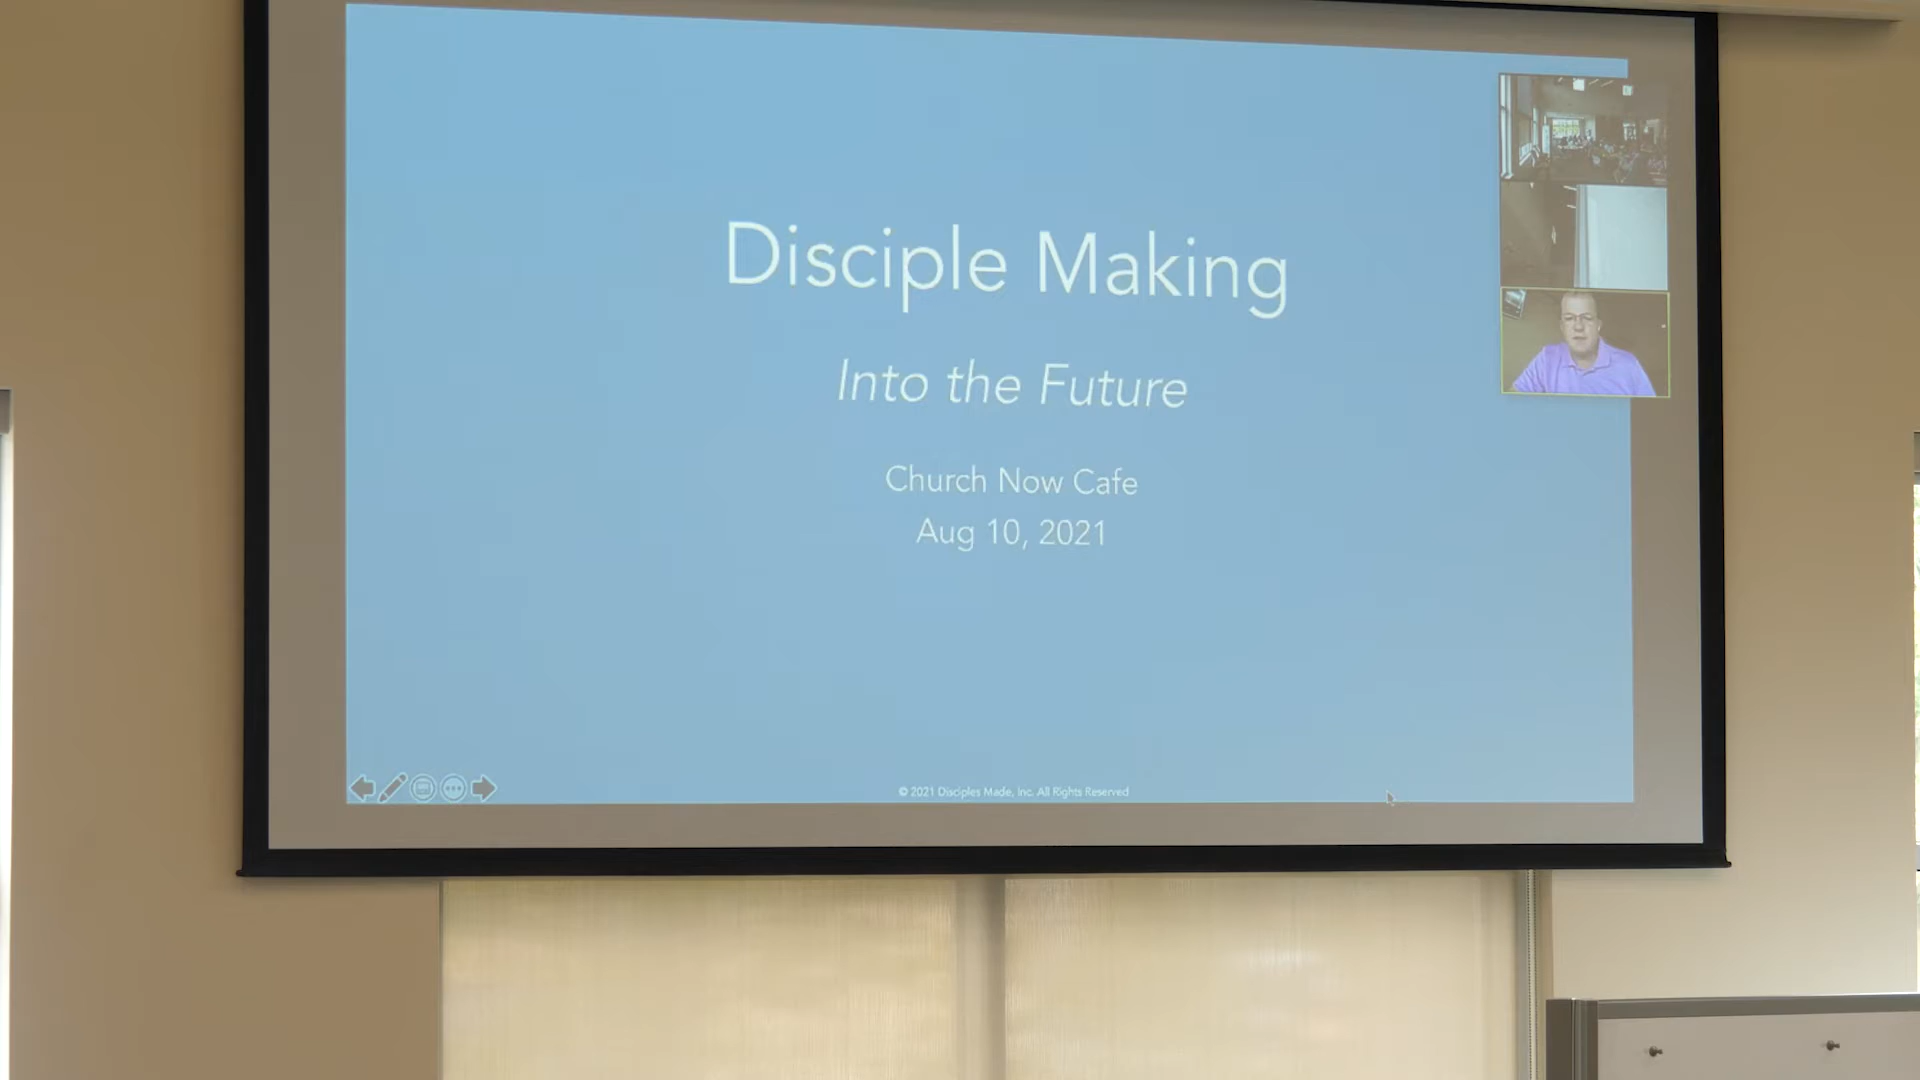 Disciple Making
Into the Future
Church Now Cafe
Aug 10, 2021
© 2021 Disciples Made, Inc. All Rights Reserved